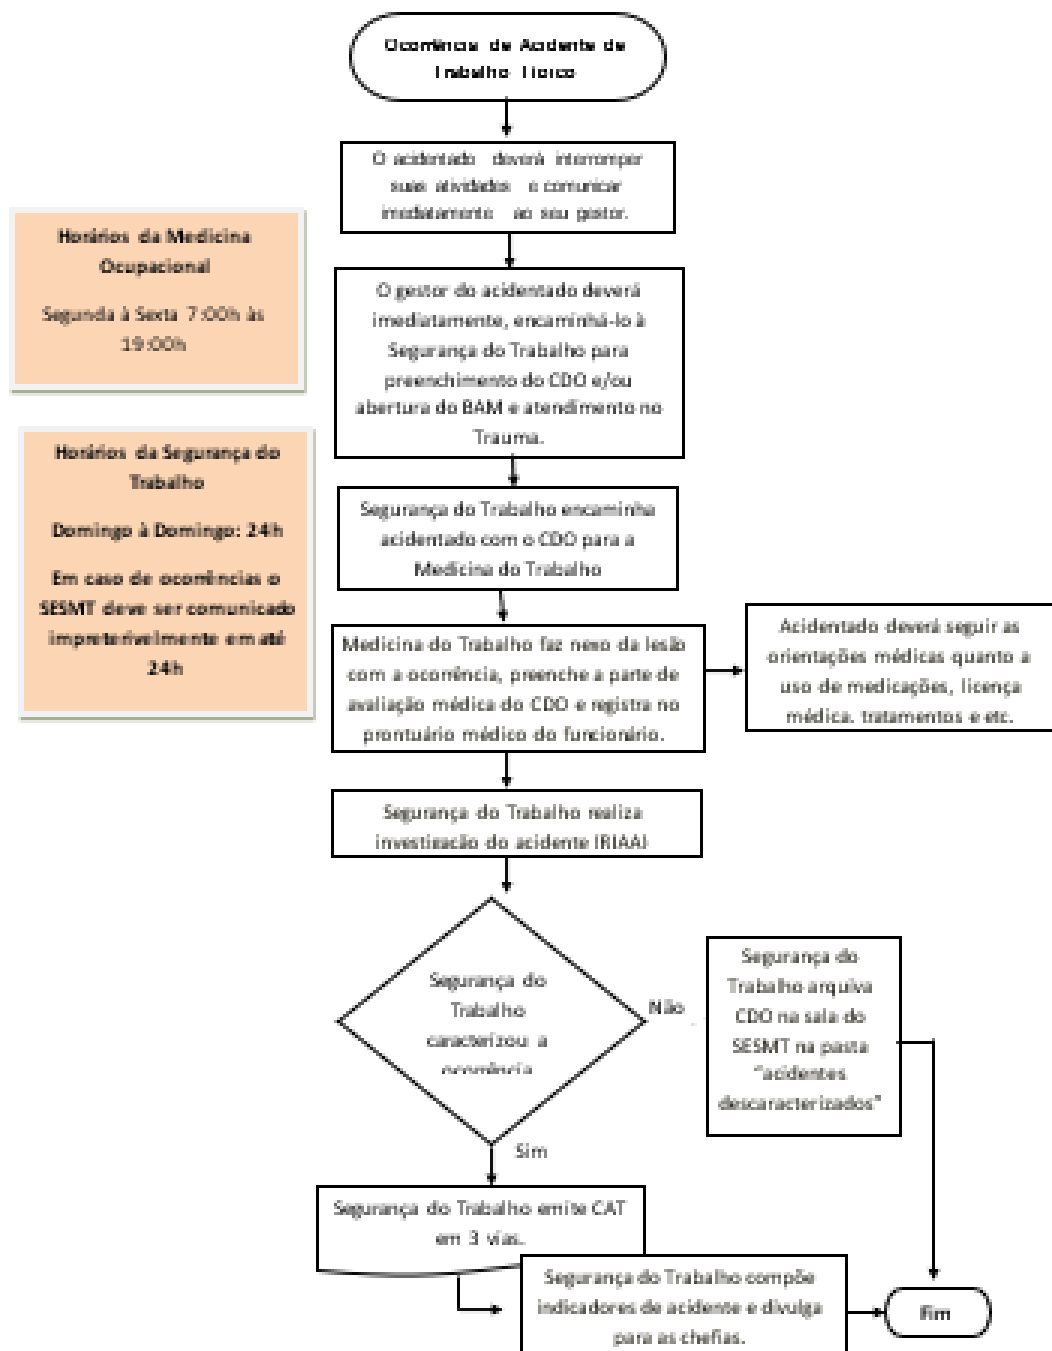 Ocorrência de Acidente de
Trabalho Típico
O acidentado deverá interromper
suas atividades e comunicar
imediatamente ao seu gestor.
Horários da Medicina
Ocupacional
Segunda à Sexta 7:00h às
19:00h
O gestor do acidentado deverá
imediatamente, encaminhá-lo à
Segurança do Trabalho para
preenchimento do CDO e/ou
abertura do BAM e atendimento no
Trauma.
Horários da Segurança do
Trabalho
Domingo à Domingo: 24h
Em caso de ocorrências o
SESMT deve ser comunicado
impreterivelmente em até
24h
Segurança do Trabalho encaminha
acidentado com o CDO para a
Medicina do Trabalho
Medicina do Trabalho faz nexo da lesão
com a ocorrência, preenche a parte de
avaliação médica do CDO e registra no
prontuário médico do funcionário.
Acidentado deverá seguir as
orientações médicas quanto a
uso de medicações, licença
médica, tratamentos e etc.
Segurança do Trabalho realiza
investigação do acidente (RIAA)
Segurança do
Trabalho
caracterizou a
ocorrência
Não
Segurança do
Trabalho arquiva
CDO na sala do
SESMT na pasta
"acidentes
descaracterizados"
Sim
Segurança do Trabalho emite CAT
em 3 vias.
Segurança do Trabalho compõe
indicadores de acidente e divulga
para as chefias.
Fim